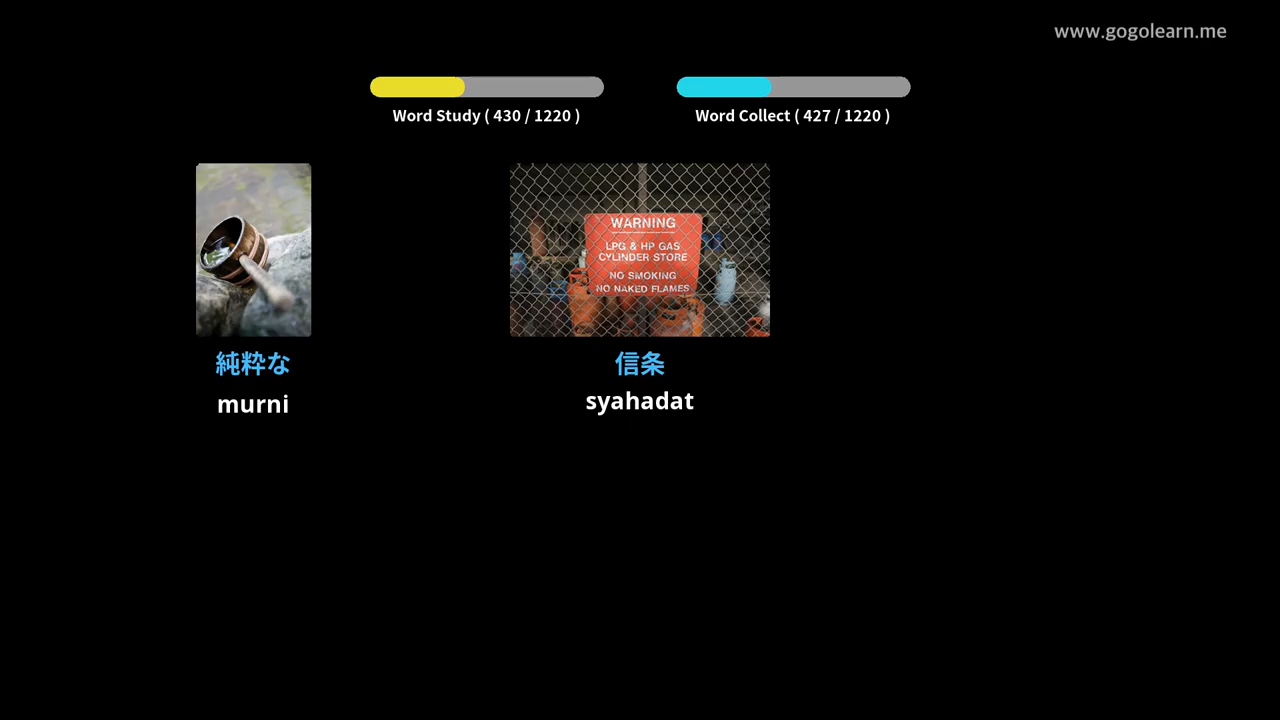 www.gogolearn.me
Word Study ( 430 / 1220 )
Word Collect ( 427 / 1220 )
WARNING
LPG & HP GAS
CYLINDER STORE
NO SMOKING
NO NAKED FLAMES
純粋な
murni
信条
syahadat